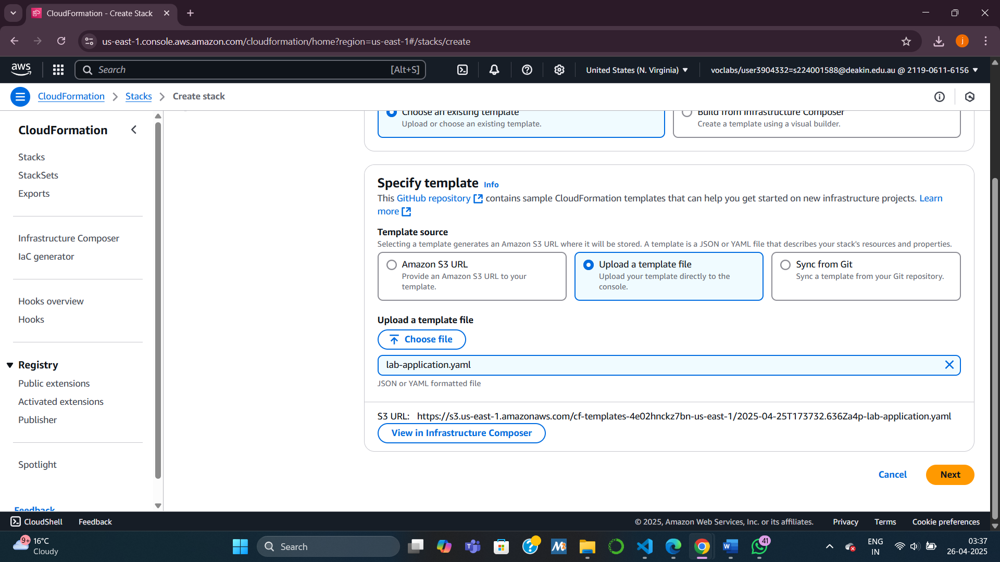 CloudFormation - Create Stack
us-east-1.console.aws.amazon.com/cloudformation/home?region=us-east-1#/stacks/create
j
aws
Search
[Alt+S]
United States (N. Virginia)
voclabs/user3904332=s224001588@deakin.edu.au @ 2119-0611-6156
CloudFormation
Stacks
Create stack
CloudFormation
Stacks
StackSets
Exports
Infrastructure Composer
IaC generator
Hooks overview
Hooks
Registry
Public extensions
Activated extensions
Publisher
Spotlight
Feedback
Choose an existing template
Upload or choose an existing template.
Build from Infrastructure Composer
Create a template using a visual builder.
Specify template Info
This GitHub repository contains sample CloudFormation templates that can help you get started on new infrastructure projects. Learn
more
Template source
Selecting a template generates an Amazon S3 URL where it will be stored. A template is a JSON or YAML file that describes your stack's resources and properties.
Amazon S3 URL
Provide an Amazon S3 URL to your
template.
Upload a template file
Upload your template directly to the
console.
Sync from Git
Sync a template from your Git repository.
Upload a template file
Choose file
lab-application.yaml
JSON or YAML formatted file
S3 URL: https://s3.us-east-1.amazonaws.com/cf-templates-4e02hnckz7bn-us-east-1/2025-04-25T173732.636Za4p-lab-application.yaml
View in Infrastructure Composer
Cancel
Next
CloudShell
Feedback
© 2025, Amazon Web Services, Inc. or its affiliates.
Privacy
Terms
Cookie preferences
9+
16°C
Cloudy
Search
41
ENG
IN
03:37
26-04-2025